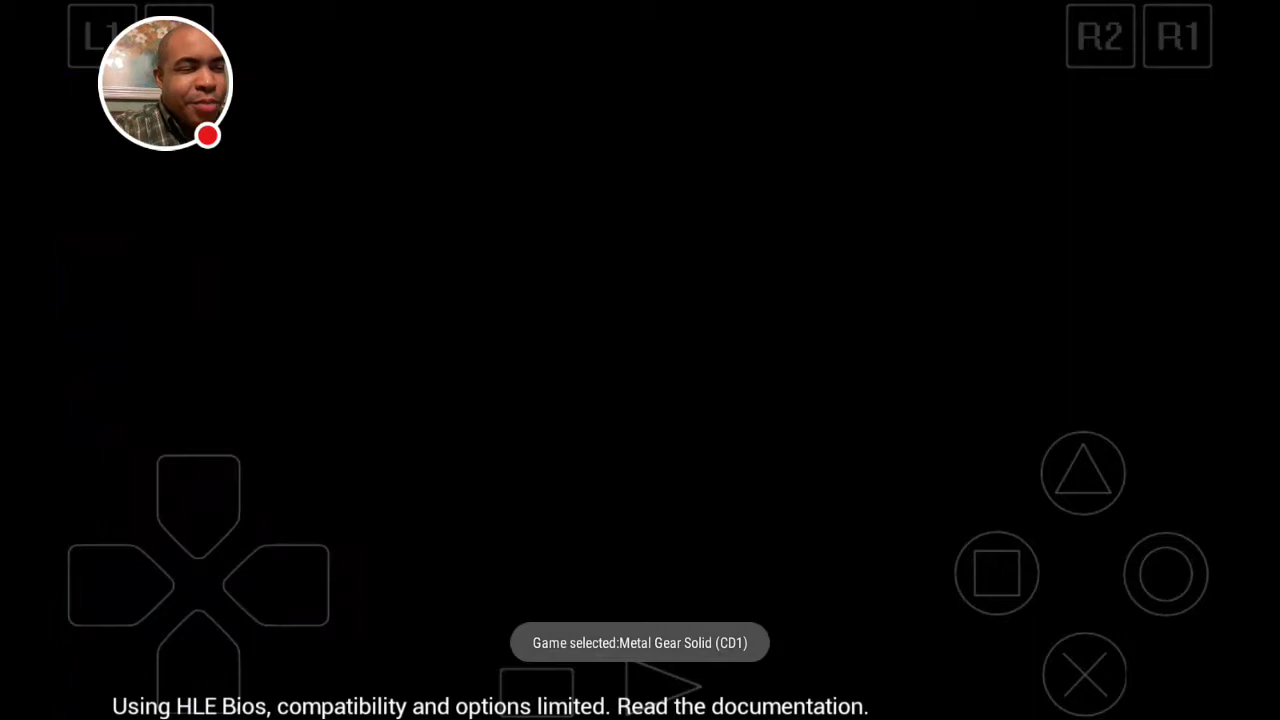 L1
R2 R1
Game selected:Metal Gear Solid (CD1)
Using HLE Bios, compatibility and options limited. Read the documentation.